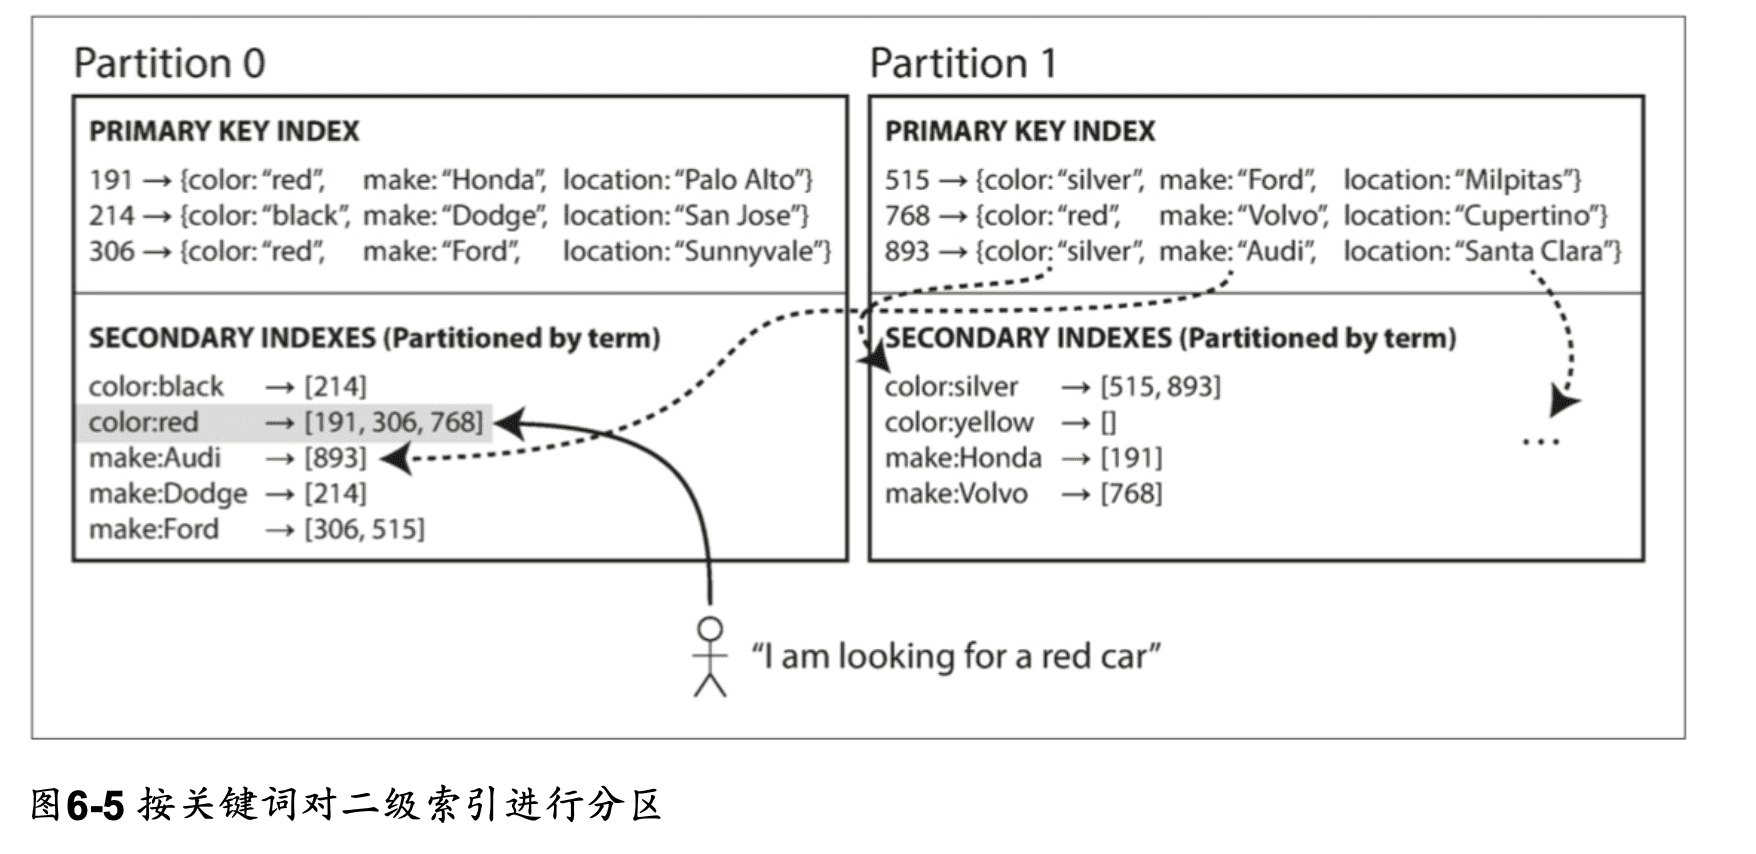 Partition 0
PRIMARY KEY INDEX
191 → {color: “red”, make: “Honda”, location: “Palo Alto”}
214 → {color: “black”, make: “Dodge”, location: “San Jose”}
306 → {color: “red”, make: “Ford”, location: “Sunnyvale”}
SECONDARY INDEXES (Partitioned by term)
color:black → [214]
color:red → [191, 306, 768]
make:Audi → [893]
make:Dodge → [214]
make:Ford → [306, 515]
Partition 1
PRIMARY KEY INDEX
515 → {color: “silver”, make: “Ford”, location: “Milpitas”}
768 → {color: “red”, make: “Volvo”, location: “Cupertino”}
893 → {color: “silver”, make: “Audi”, location: “Santa Clara”}
SECONDARY INDEXES (Partitioned by term)
color:silver → [515, 893]
color:yellow → []
make:Honda → [191]
make:Volvo → [768]
...
“I am looking for a red car”
图6-5 按关键词对二级索引进行分区